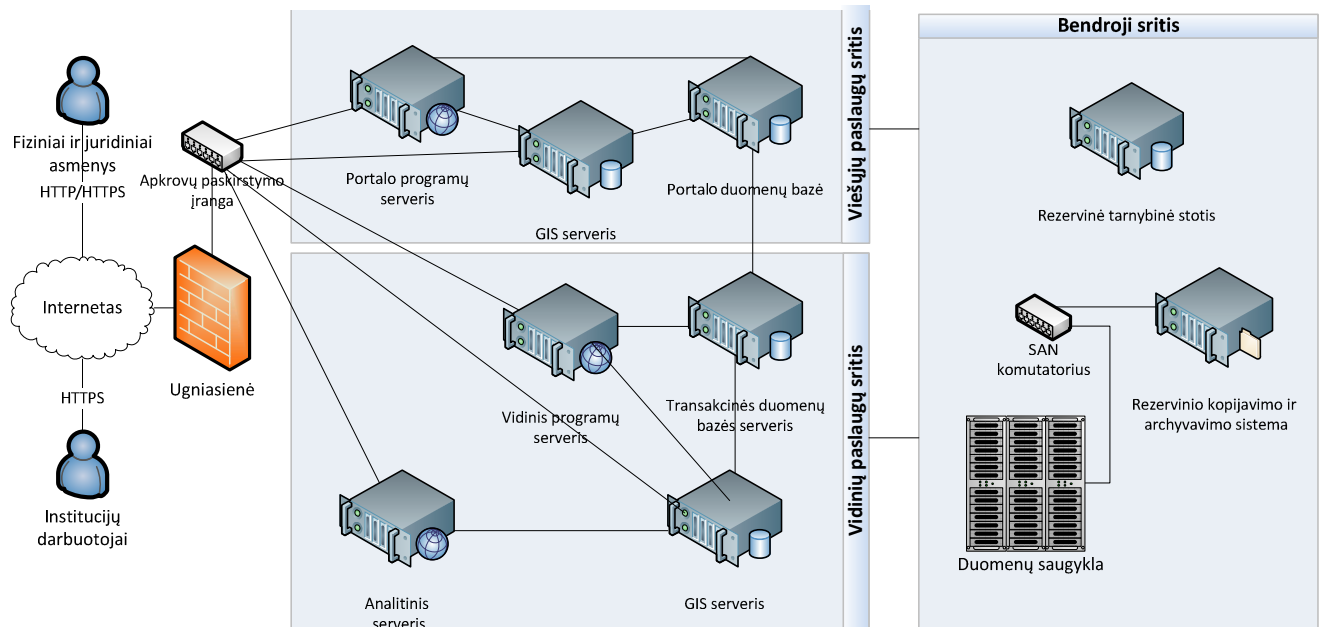 Fiziniai ir juridiniai
asmenys
HTTP/HTTPS
Internetas
HTTPS
Institucijų
darbuotojai
Apkrovų paskirstymo
įranga
Ugniasienė
Portalo programų
serveris
GIS serveris
Portalo duomenų bazė
Viešųjų paslaugų sritis
Vidinis programų
serveris
Transakcinės duomenų
bazės serveris
Analitinis
serveris
GIS serveris
Vidinių paslaugų sritis
Bendroji sritis
Rezervinė tarnybinė stotis
SAN
komutatorius
Rezervinio kopijavimo ir
archyvavimo sistema
Duomenų saugykla